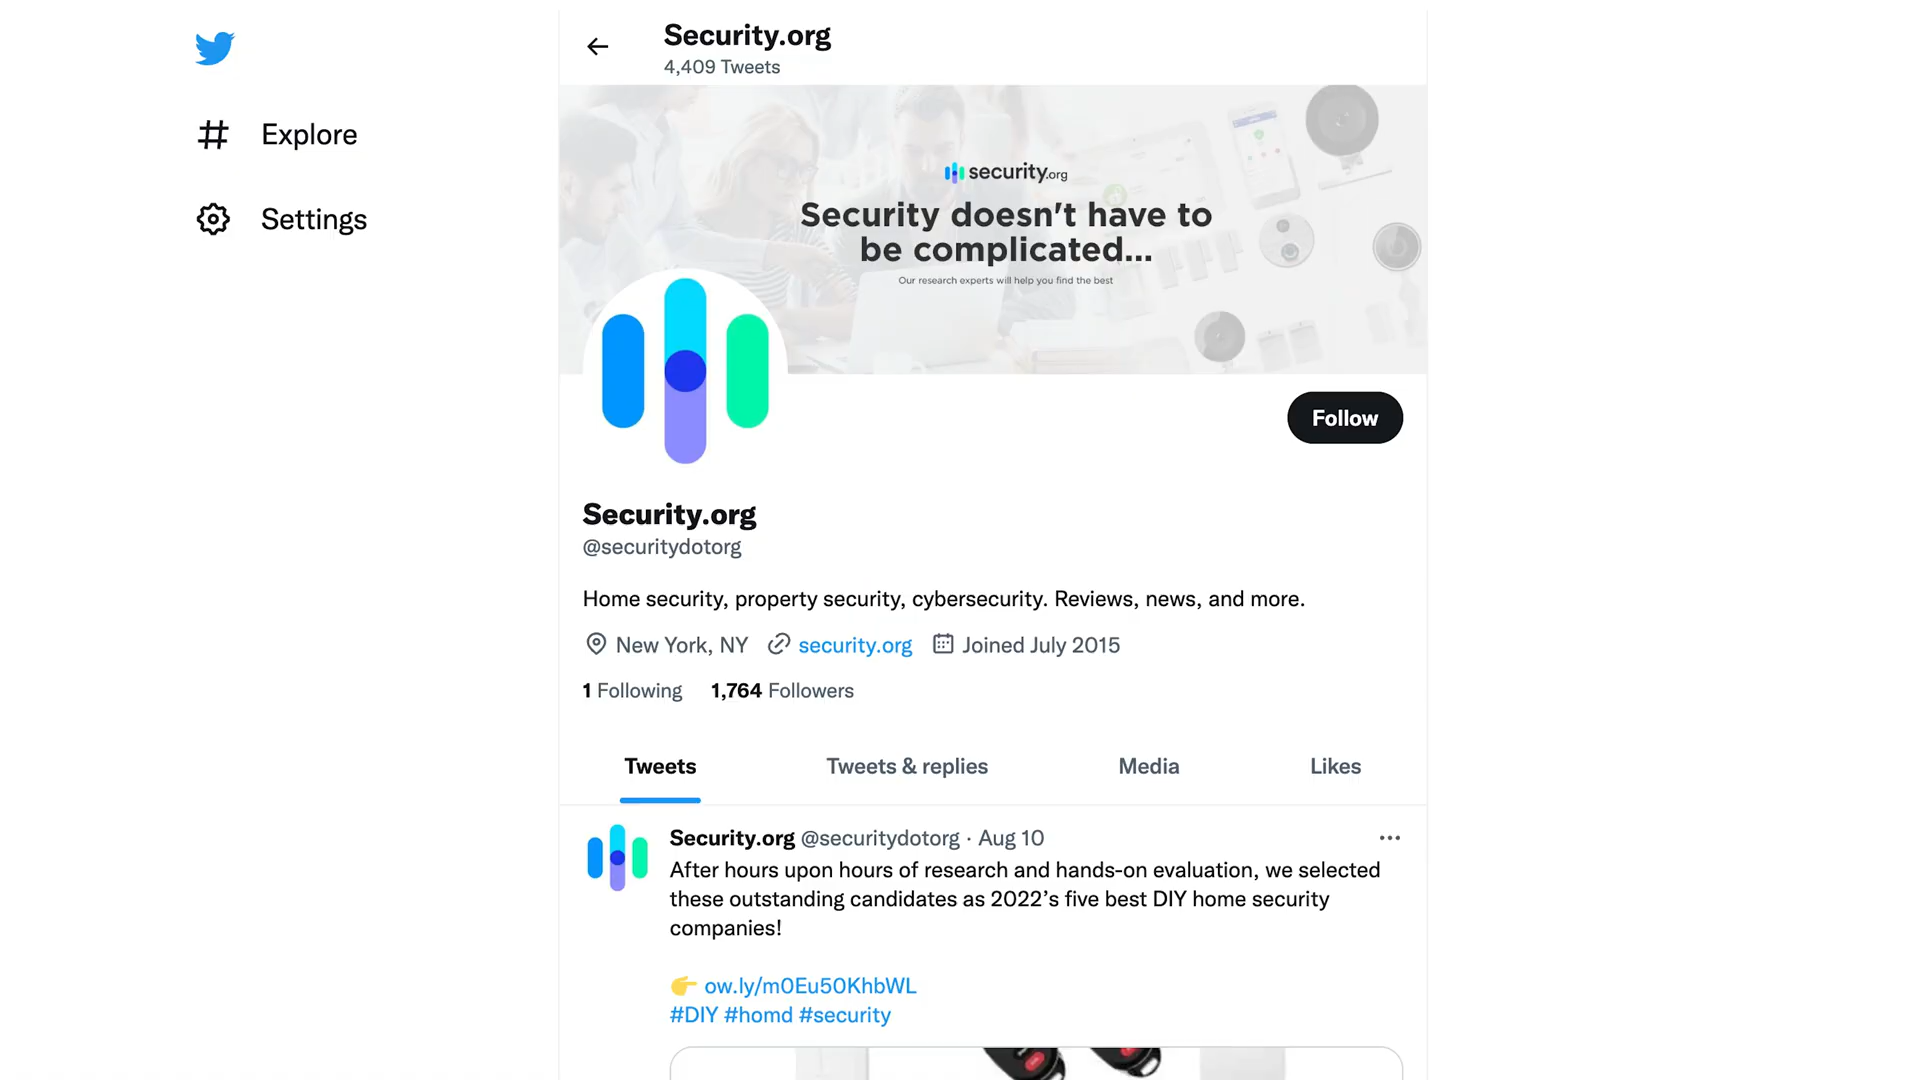 Security.org
4,409 Tweets
Explore
Settings
security.org
Security doesn't have to
be complicated...
Our research experts will help you find the best
Follow
Security.org
@securitydotorg
Home security, property security, cybersecurity. Reviews, news, and more.
New York, NY security.org Joined July 2015
1 Following 1,764 Followers
Tweets Tweets & replies Media Likes
Security.org @securitydotorg · Aug 10
After hours upon hours of research and hands-on evaluation, we selected
these outstanding candidates as 2022’s five best DIY home security
companies!
👉 ow.ly/m0Eu50KhbWL
#DIY #homd #security